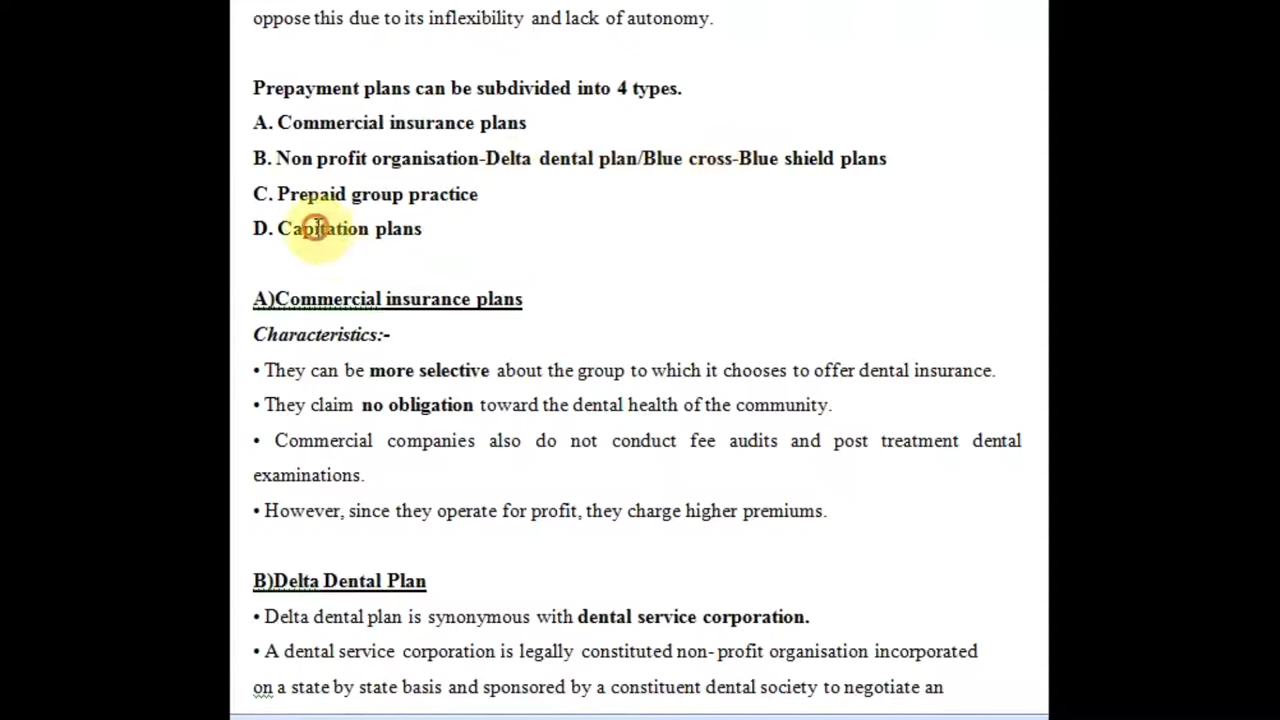 oppose this due to its inflexibility and lack of autonomy.
Prepayment plans can be subdivided into 4 types.
A. Commercial insurance plans
B. Non profit organisation-Delta dental plan/Blue cross-Blue shield plans
C. Prepaid group practice
D. Capitation plans
A)Commercial insurance plans
Characteristics:-
• They can be more selective about the group to which it chooses to offer dental insurance.
• They claim no obligation toward the dental health of the community.
• Commercial companies also do not conduct fee audits and post treatment dental
examinations.
• However, since they operate for profit, they charge higher premiums.
B)Delta Dental Plan
• Delta dental plan is synonymous with dental service corporation.
• A dental service corporation is legally constituted non- profit organisation incorporated
on a state by state basis and sponsored by a constituent dental society to negotiate an